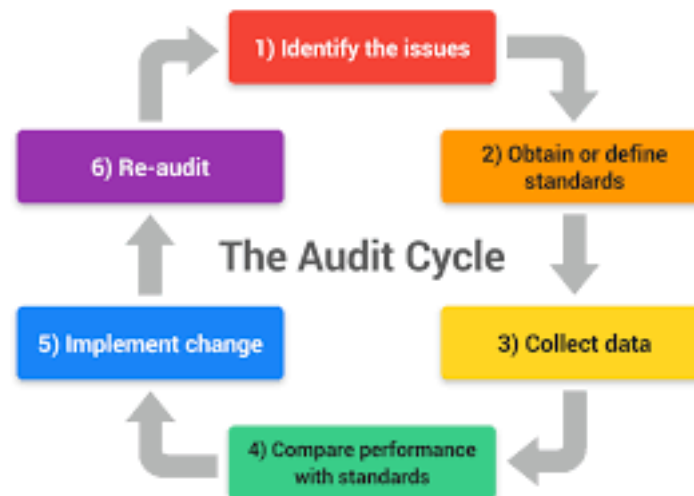 1) Identify the issues
2) Obtain or define
standards
3) Collect data
4) Compare performance
with standards
5) Implement change
6) Re-audit
The Audit Cycle